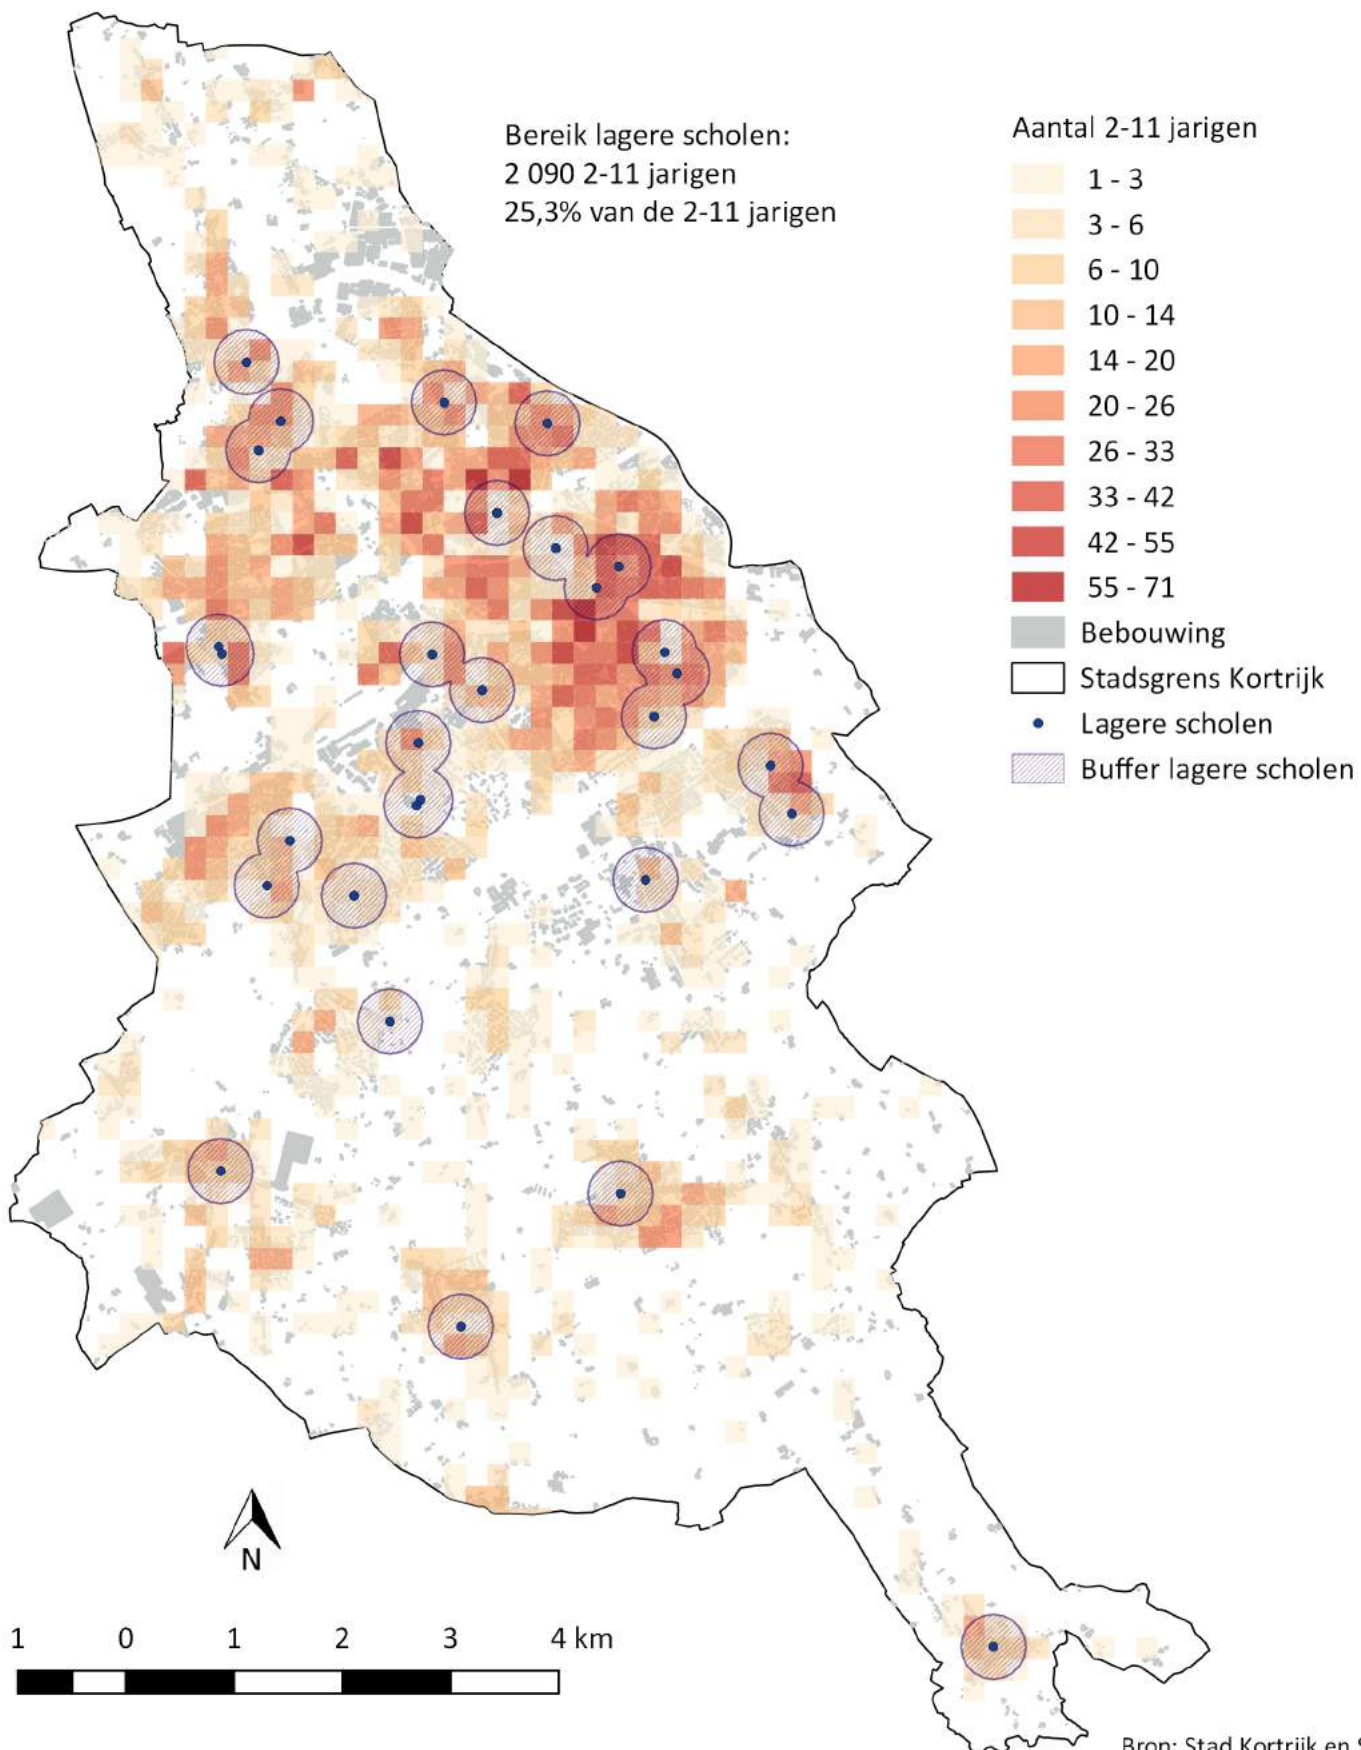 Bereik lagere scholen:
2 090 2-11 jarigen
25,3% van de 2-11 jarigen
Aantal 2-11 jarigen
1 - 3
3 - 6
6 - 10
10 - 14
14 - 20
20 - 26
26 - 33
33 - 42
42 - 55
55 - 71
Bebouwing
Stadsgrens Kortrijk
Lagere scholen
Buffer lagere scholen
N
1 0 1 2 3 4 km
Bron: Stad Kortrijk en